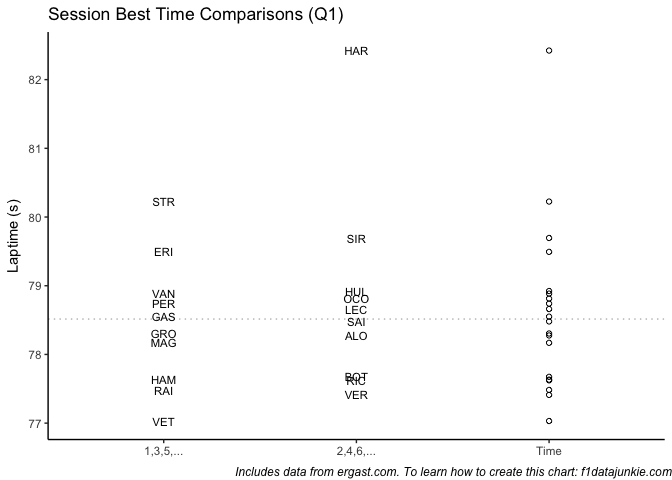 Session Best Time Comparisons (Q1)
HAR
82
81
STR
80
SIR
ERI
79
HUL
VAN
OCO
PER
LEC
GAS
SAI
GRO
ALO
MAG
78
BOT
HAM
RIC
RAI
VER
VET
77
Laptime (s)
1,3,5,... 2,4,6,... Time
Includes data from ergast.com. To learn how to create this chart: f1datajunkie.com